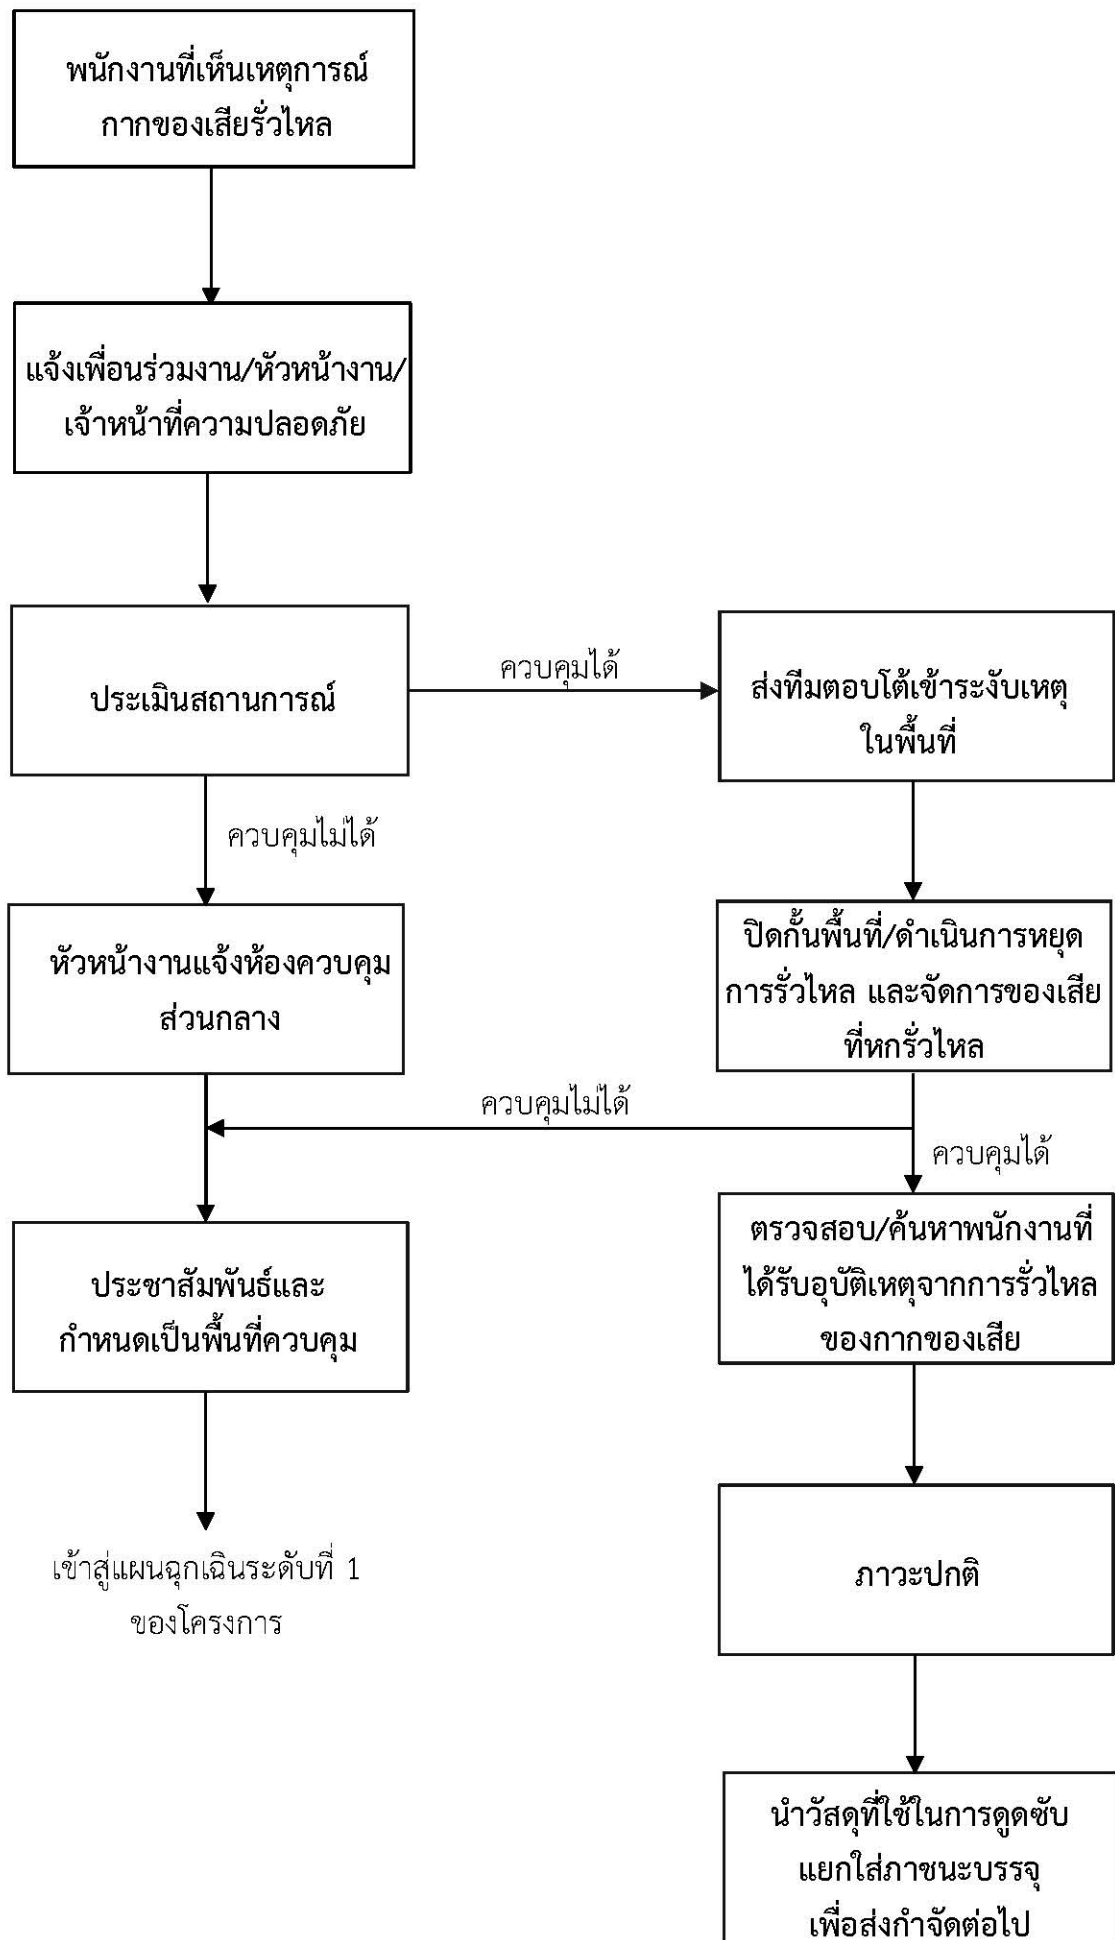 พนักงานที่เห็นเหตุการณ์
กากของเสียรั่วไหล
แจ้งเพื่อนร่วมงาน/หัวหน้างาน/
เจ้าหน้าที่ความปลอดภัย
ประเมินสถานการณ์
ควบคุมได้
ส่งทีมตอบโต้เข้าระงับเหตุ
ในพื้นที่
ควบคุมไม่ได้
หัวหน้างานแจ้งห้องควบคุม
ส่วนกลาง
ปิดกั้นพื้นที่/ดำเนินการหยุด
การรั่วไหล และจัดการของเสีย
ที่หกรั่วไหล
ควบคุมไม่ได้
ควบคุมได้
ประชาสัมพันธ์และ
กำหนดเป็นพื้นที่ควบคุม
ตรวจสอบ/ค้นหาพนักงานที่
ได้รับอุบัติเหตุจากการรั่วไหล
ของกากของเสีย
เข้าสู่แผนฉุกเฉินระดับที่ 1
ของโครงการ
ภาวะปกติ
นำวัสดุที่ใช้ในการดูดซับ
แยกใส่ภาชนะบรรจุ
เพื่อส่งกำจัดต่อไป